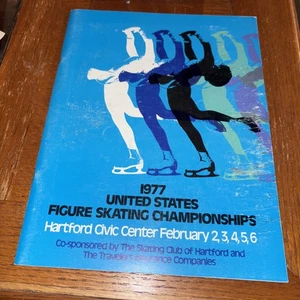 1977
UNITED STATES
FIGURE SKATING CHAMPIONSHIPS
Hartford Civic Center February 2,3,4,5,6
Co-sponsored by The Skating Club of Hartford and
The Travelers Insurance Companies